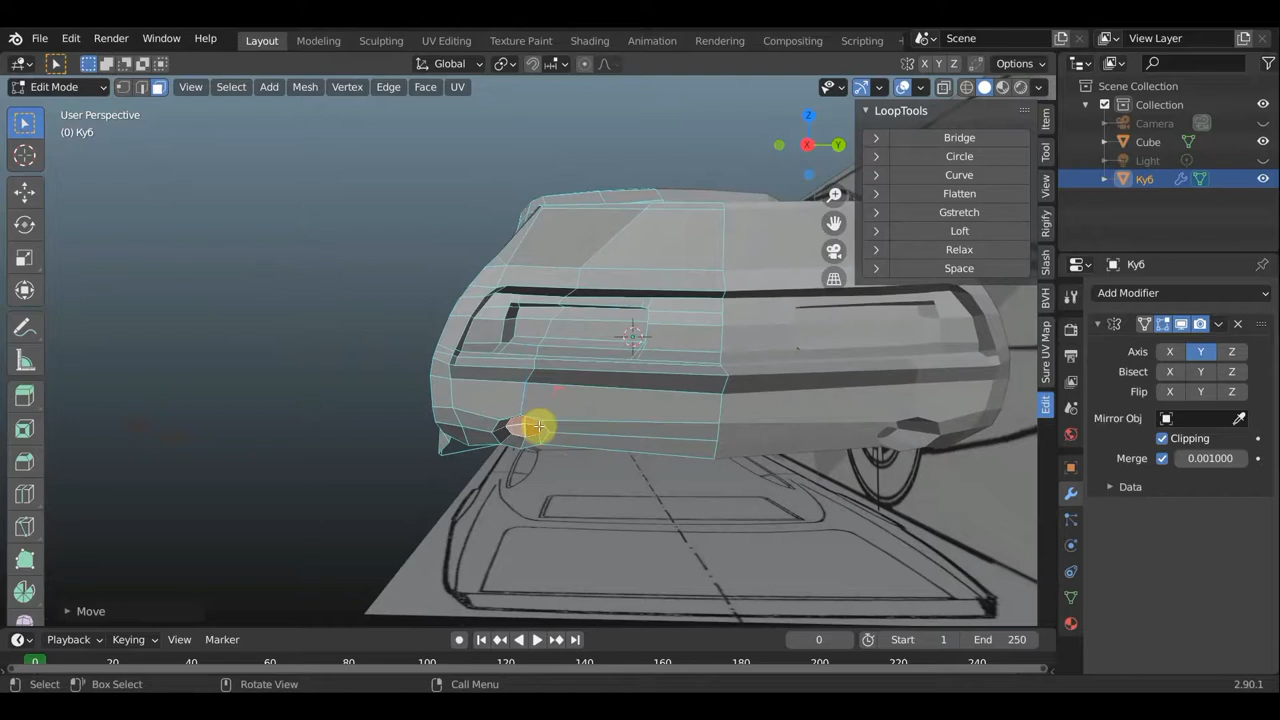 File Edit Render Window Help
Layout Modeling Sculpting UV Editing Texture Paint Shading Animation Rendering Compositing Scripting
Scene
View Layer
Global
X Y Z
Options
Edit Mode
View Select Add Mesh Vertex Edge Face UV
User Perspective
(0) Куб
Z
X
Y
LoopTools
Bridge
Circle
Curve
Flatten
Gstretch
Loft
Relax
Space
Item
Tool
View
Rigify
Slash
BVH
Sure UV Map
Edit
Scene Collection
Collection
Camera
Cube
Light
Куб
Куб
Add Modifier
Axis X Y Z
Bisect X Y Z
Flip X Y Z
Mirror Obj
Clipping
Merge 0.001000
Data
Move
Playback Keying View Marker
0
Start 1
End 250
0 20 40 60 80 100 120 140 160 180 200 220 240
Select
Box Select
Rotate View
Call Menu
2.90.1